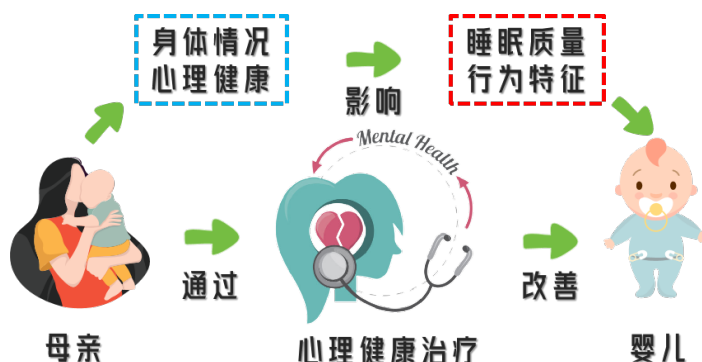 身体情况
心理健康
影响
睡眠质量
行为特征
Mental Health
通过
改善
母亲
心理健康治疗
婴儿